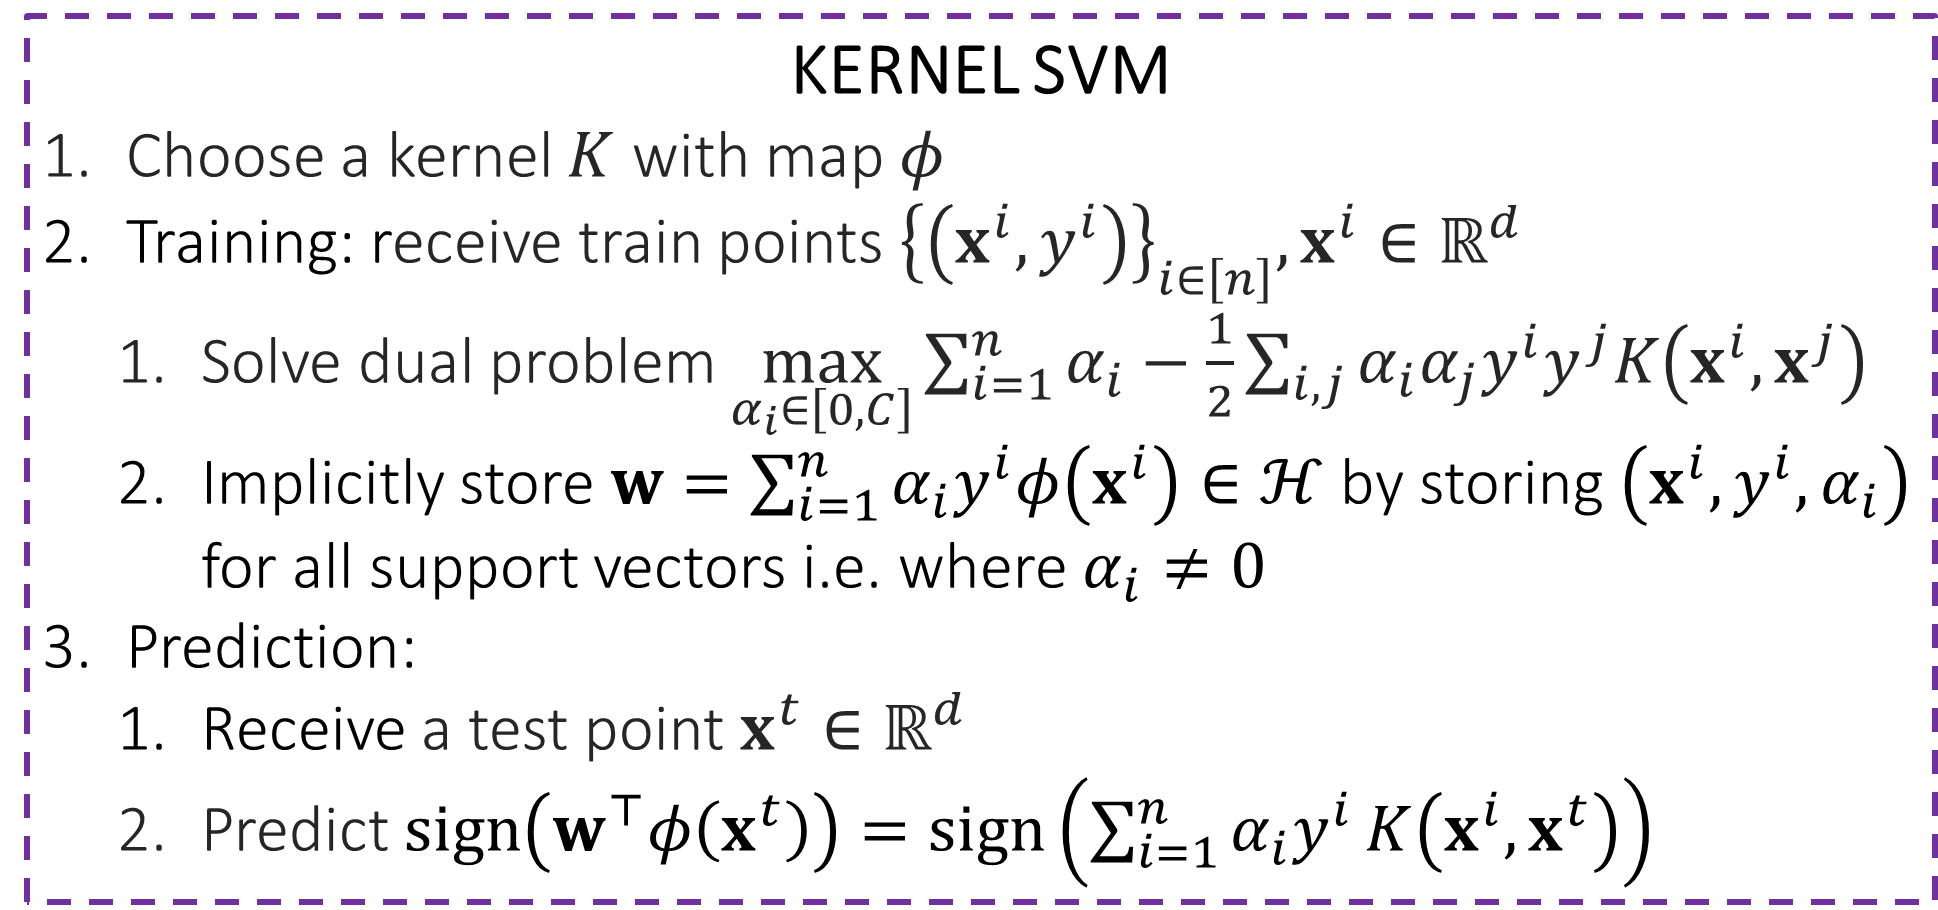 KERNEL SVM
1. Choose a kernel K with map ϕ
2. Training: receive train points {(𝐱ⁱ, yⁱ)}_{i∈[n]}, 𝐱ⁱ ∈ ℝᵈ
1. Solve dual problem max_{αᵢ∈[0,C]} ∑_{i=1}^{n} αᵢ − ½ ∑_{i,j} αᵢαⱼyⁱyʲK(𝐱ⁱ, 𝐱ʲ)
2. Implicitly store 𝐰 = ∑_{i=1}^{n} αᵢyⁱϕ(𝐱ⁱ) ∈ ℋ by storing (𝐱ⁱ, yⁱ, αᵢ)
for all support vectors i.e. where αᵢ ≠ 0
3. Prediction:
1. Receive a test point 𝐱ᵗ ∈ ℝᵈ
2. Predict sign(𝐰^⊤ϕ(𝐱ᵗ)) = sign(∑_{i=1}^{n} αᵢyⁱ K(𝐱ⁱ, 𝐱ᵗ))